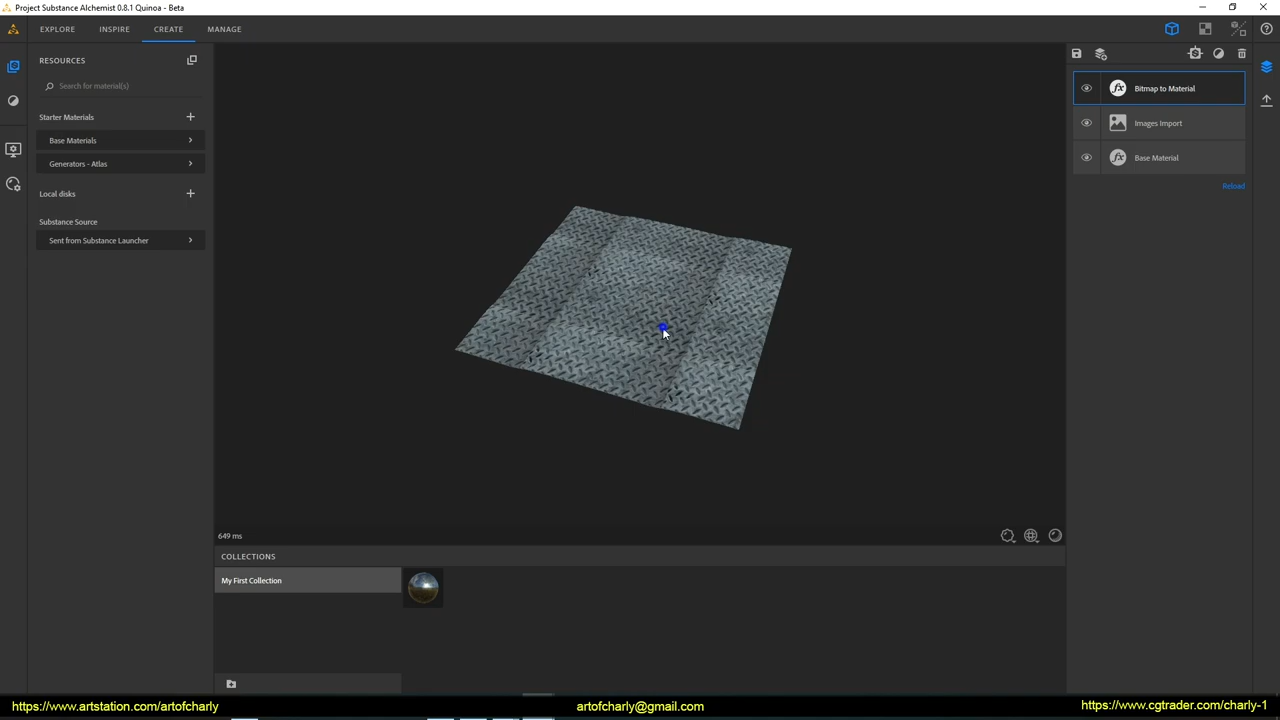 Project Substance Alchemist 0.8.1 Quinoa - Beta
EXPLORE
INSPIRE
CREATE
MANAGE
RESOURCES
Search for material(s)
Starter Materials
Base Materials
Generators - Atlas
Local disks
Substance Source
Sent from Substance Launcher
Bitmap to Material
Images Import
Base Material
Reload
649 ms
COLLECTIONS
My First Collection
https://www.artstation.com/artofcharly
artofcharly@gmail.com
https://www.cgtrader.com/charly-1